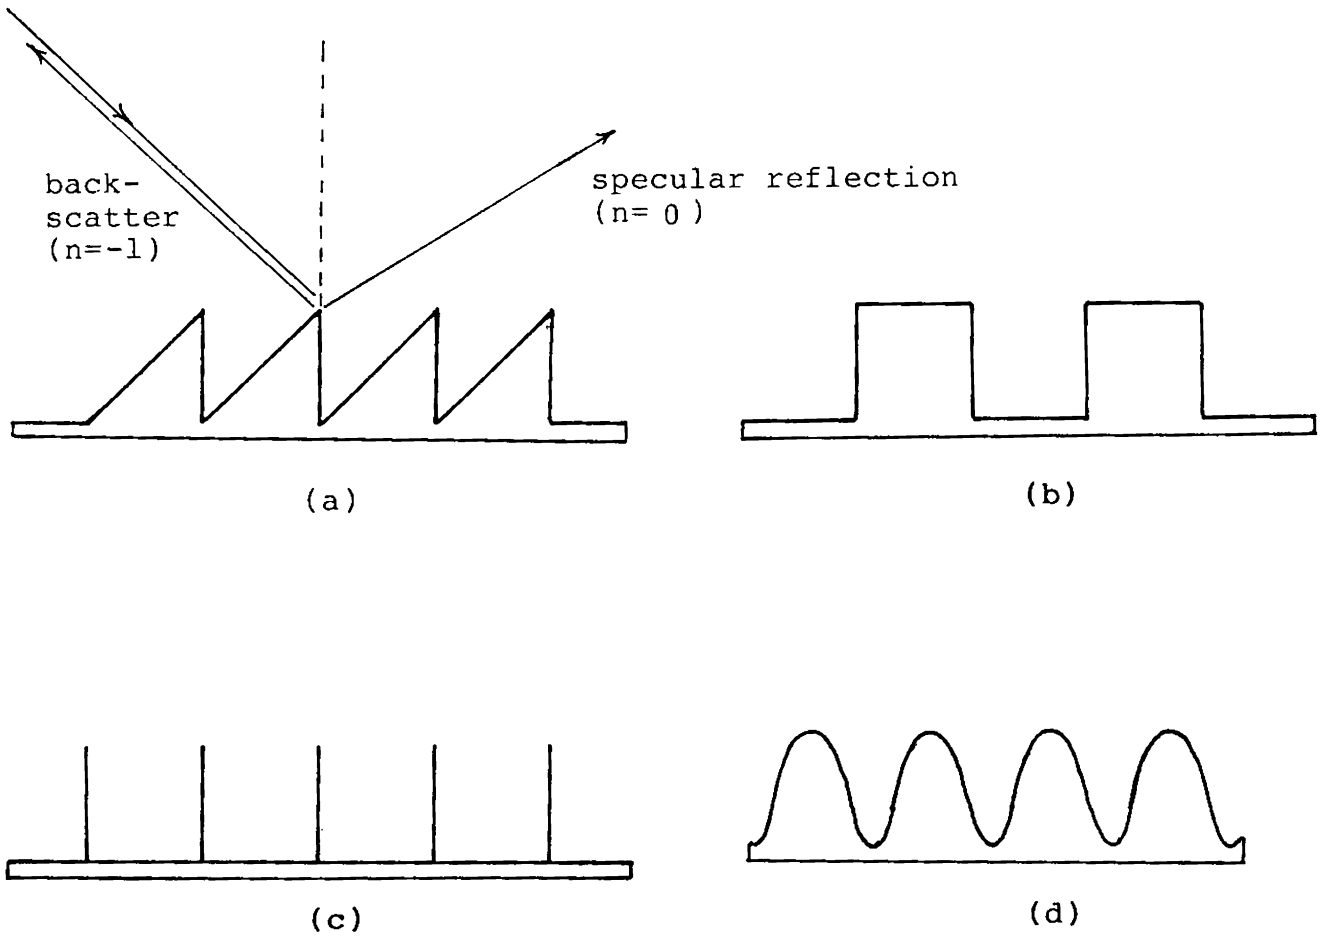 back-
scatter
(n=-1)
specular reflection
(n= 0 )
(a)
(b)
(c)
(d)